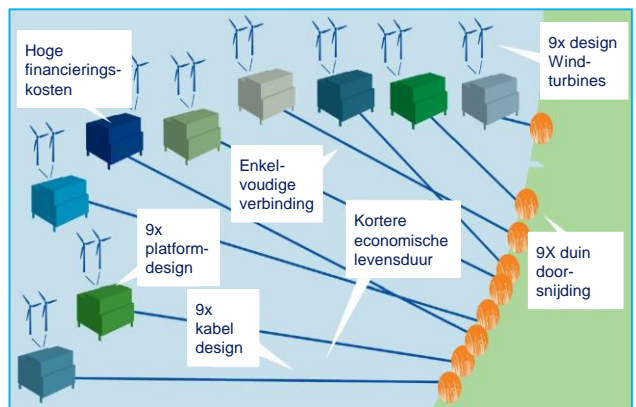 Hoge
financierings-
kosten
9x design
Wind-
turbines
Enkel-
voudige
verbinding
Kortere
economische
levensduur
9X duin
door-
snijding
9x
platform-
design
9x
kabel
design